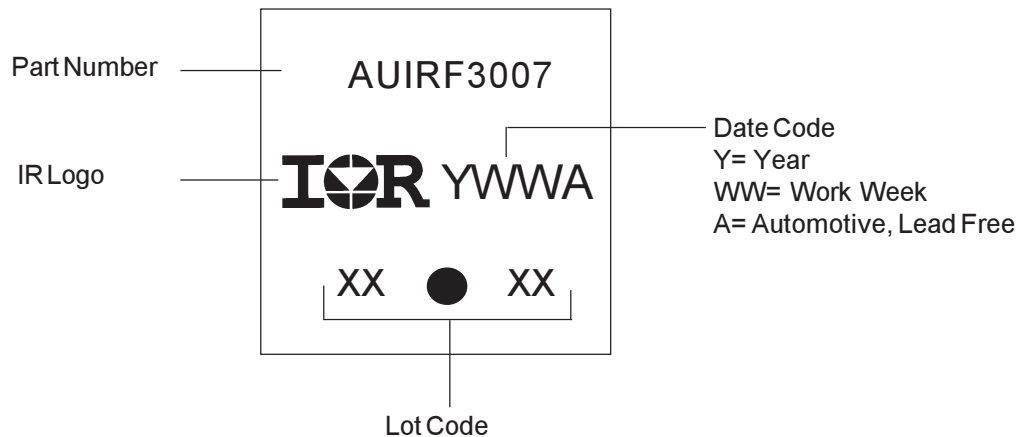 Part Number
AUIRF3007
IR Logo
IOR YWWA
Date Code
Y= Year
WW= Work Week
A= Automotive, Lead Free
XX XX
Lot Code